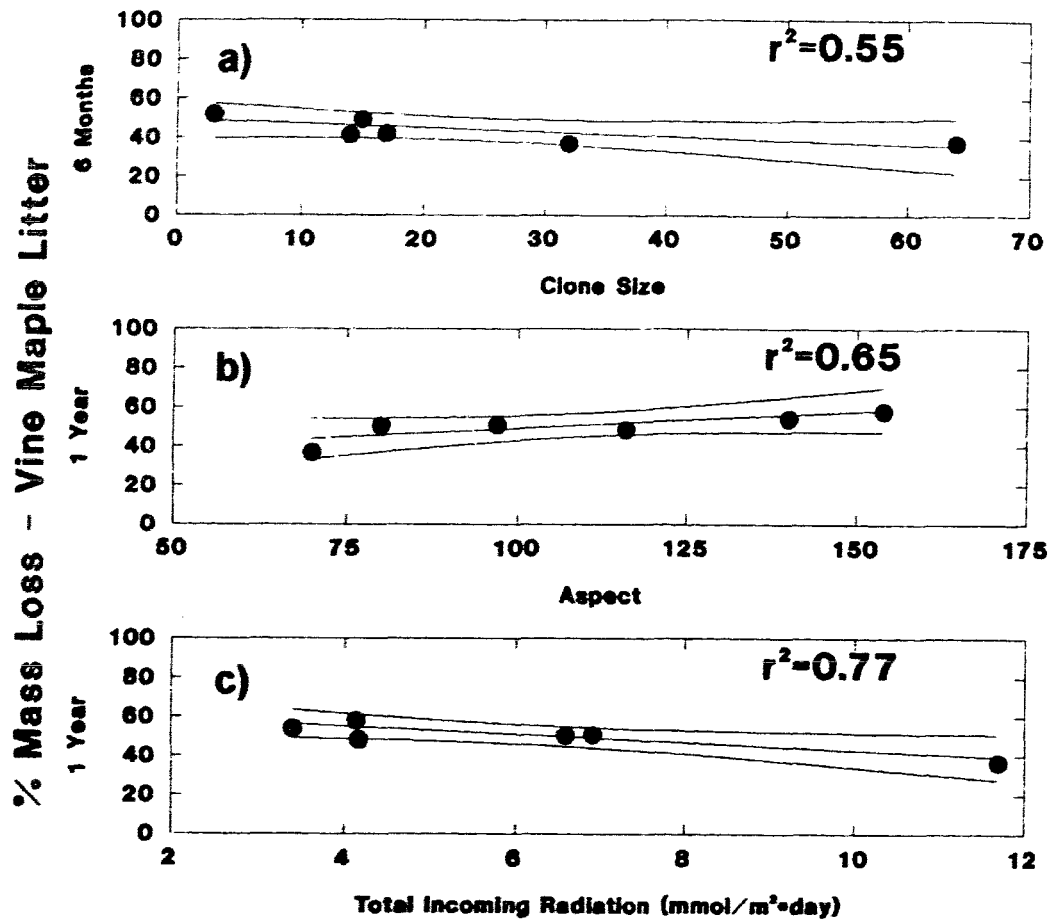 % Mass Loss - Vine Maple Litter
a)
r²=0.55
6 Months
100
80
60
40
20
0
0 10 20 30 40 50 60 70
Clone Size
b)
r²=0.65
1 Year
100
80
60
40
20
0
50 75 100 125 150 175
Aspect
c)
r²=0.77
1 Year
100
80
60
40
20
0
2 4 6 8 10 12
Total Incoming Radiation (mmol/m²•day)